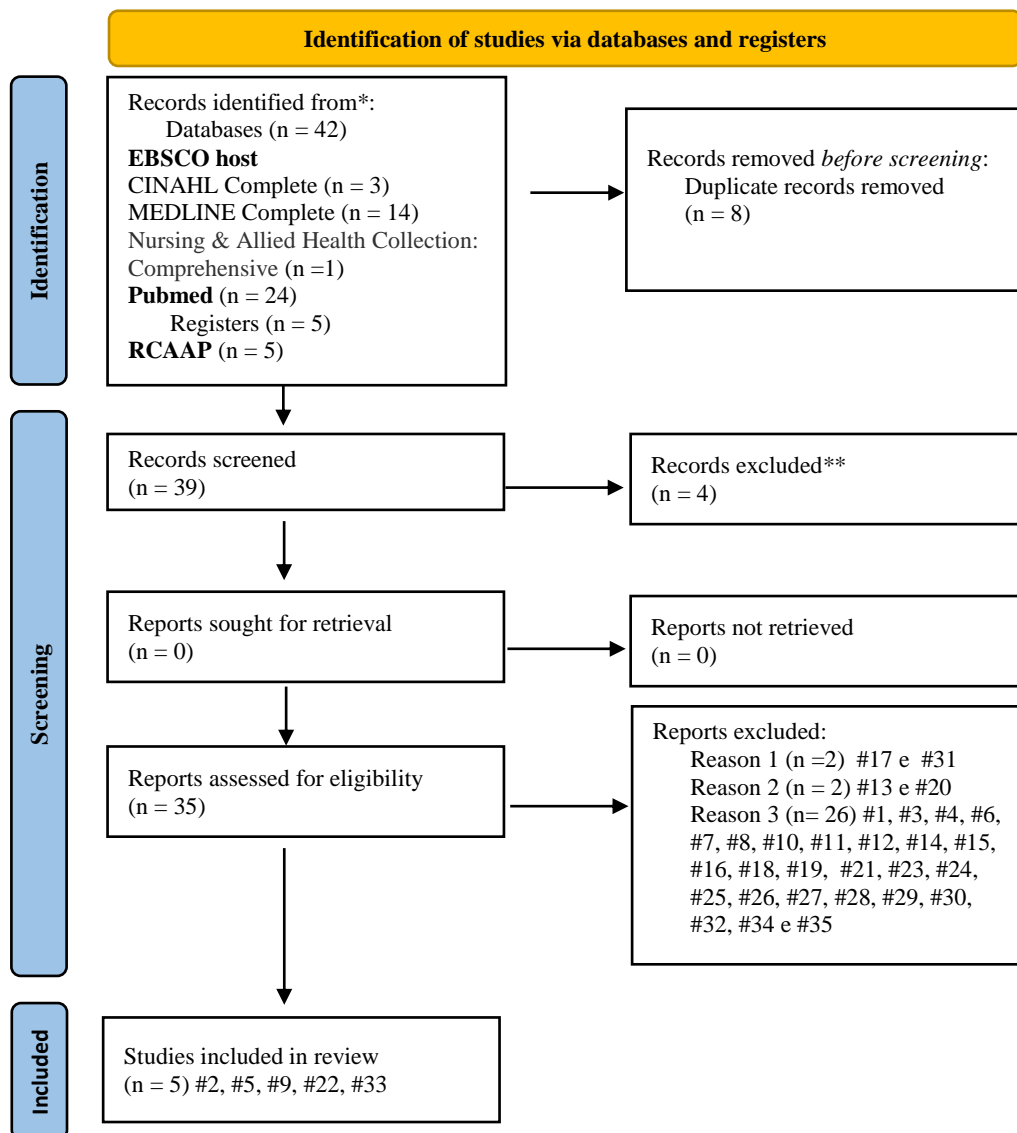 Identification of studies via databases and registers
Identification
Records identified from*:
Databases (n = 42)
EBSCO host
CINAHL Complete (n = 3)
MEDLINE Complete (n = 14)
Nursing & Allied Health Collection:
Comprehensive (n =1)
Pubmed (n = 24)
Registers (n = 5)
RCAAP (n = 5)
Records removed before screening:
Duplicate records removed
(n = 8)
Screening
Records screened
(n = 39)
Records excluded**
(n = 4)
Reports sought for retrieval
(n = 0)
Reports not retrieved
(n = 0)
Reports assessed for eligibility
(n = 35)
Reports excluded:
Reason 1 (n =2) #17 e #31
Reason 2 (n = 2) #13 e #20
Reason 3 (n= 26) #1, #3, #4, #6,
#7, #8, #10, #11, #12, #14, #15,
#16, #18, #19, #21, #23, #24,
#25, #26, #27, #28, #29, #30,
#32, #34 e #35
Included
Studies included in review
(n = 5) #2, #5, #9, #22, #33